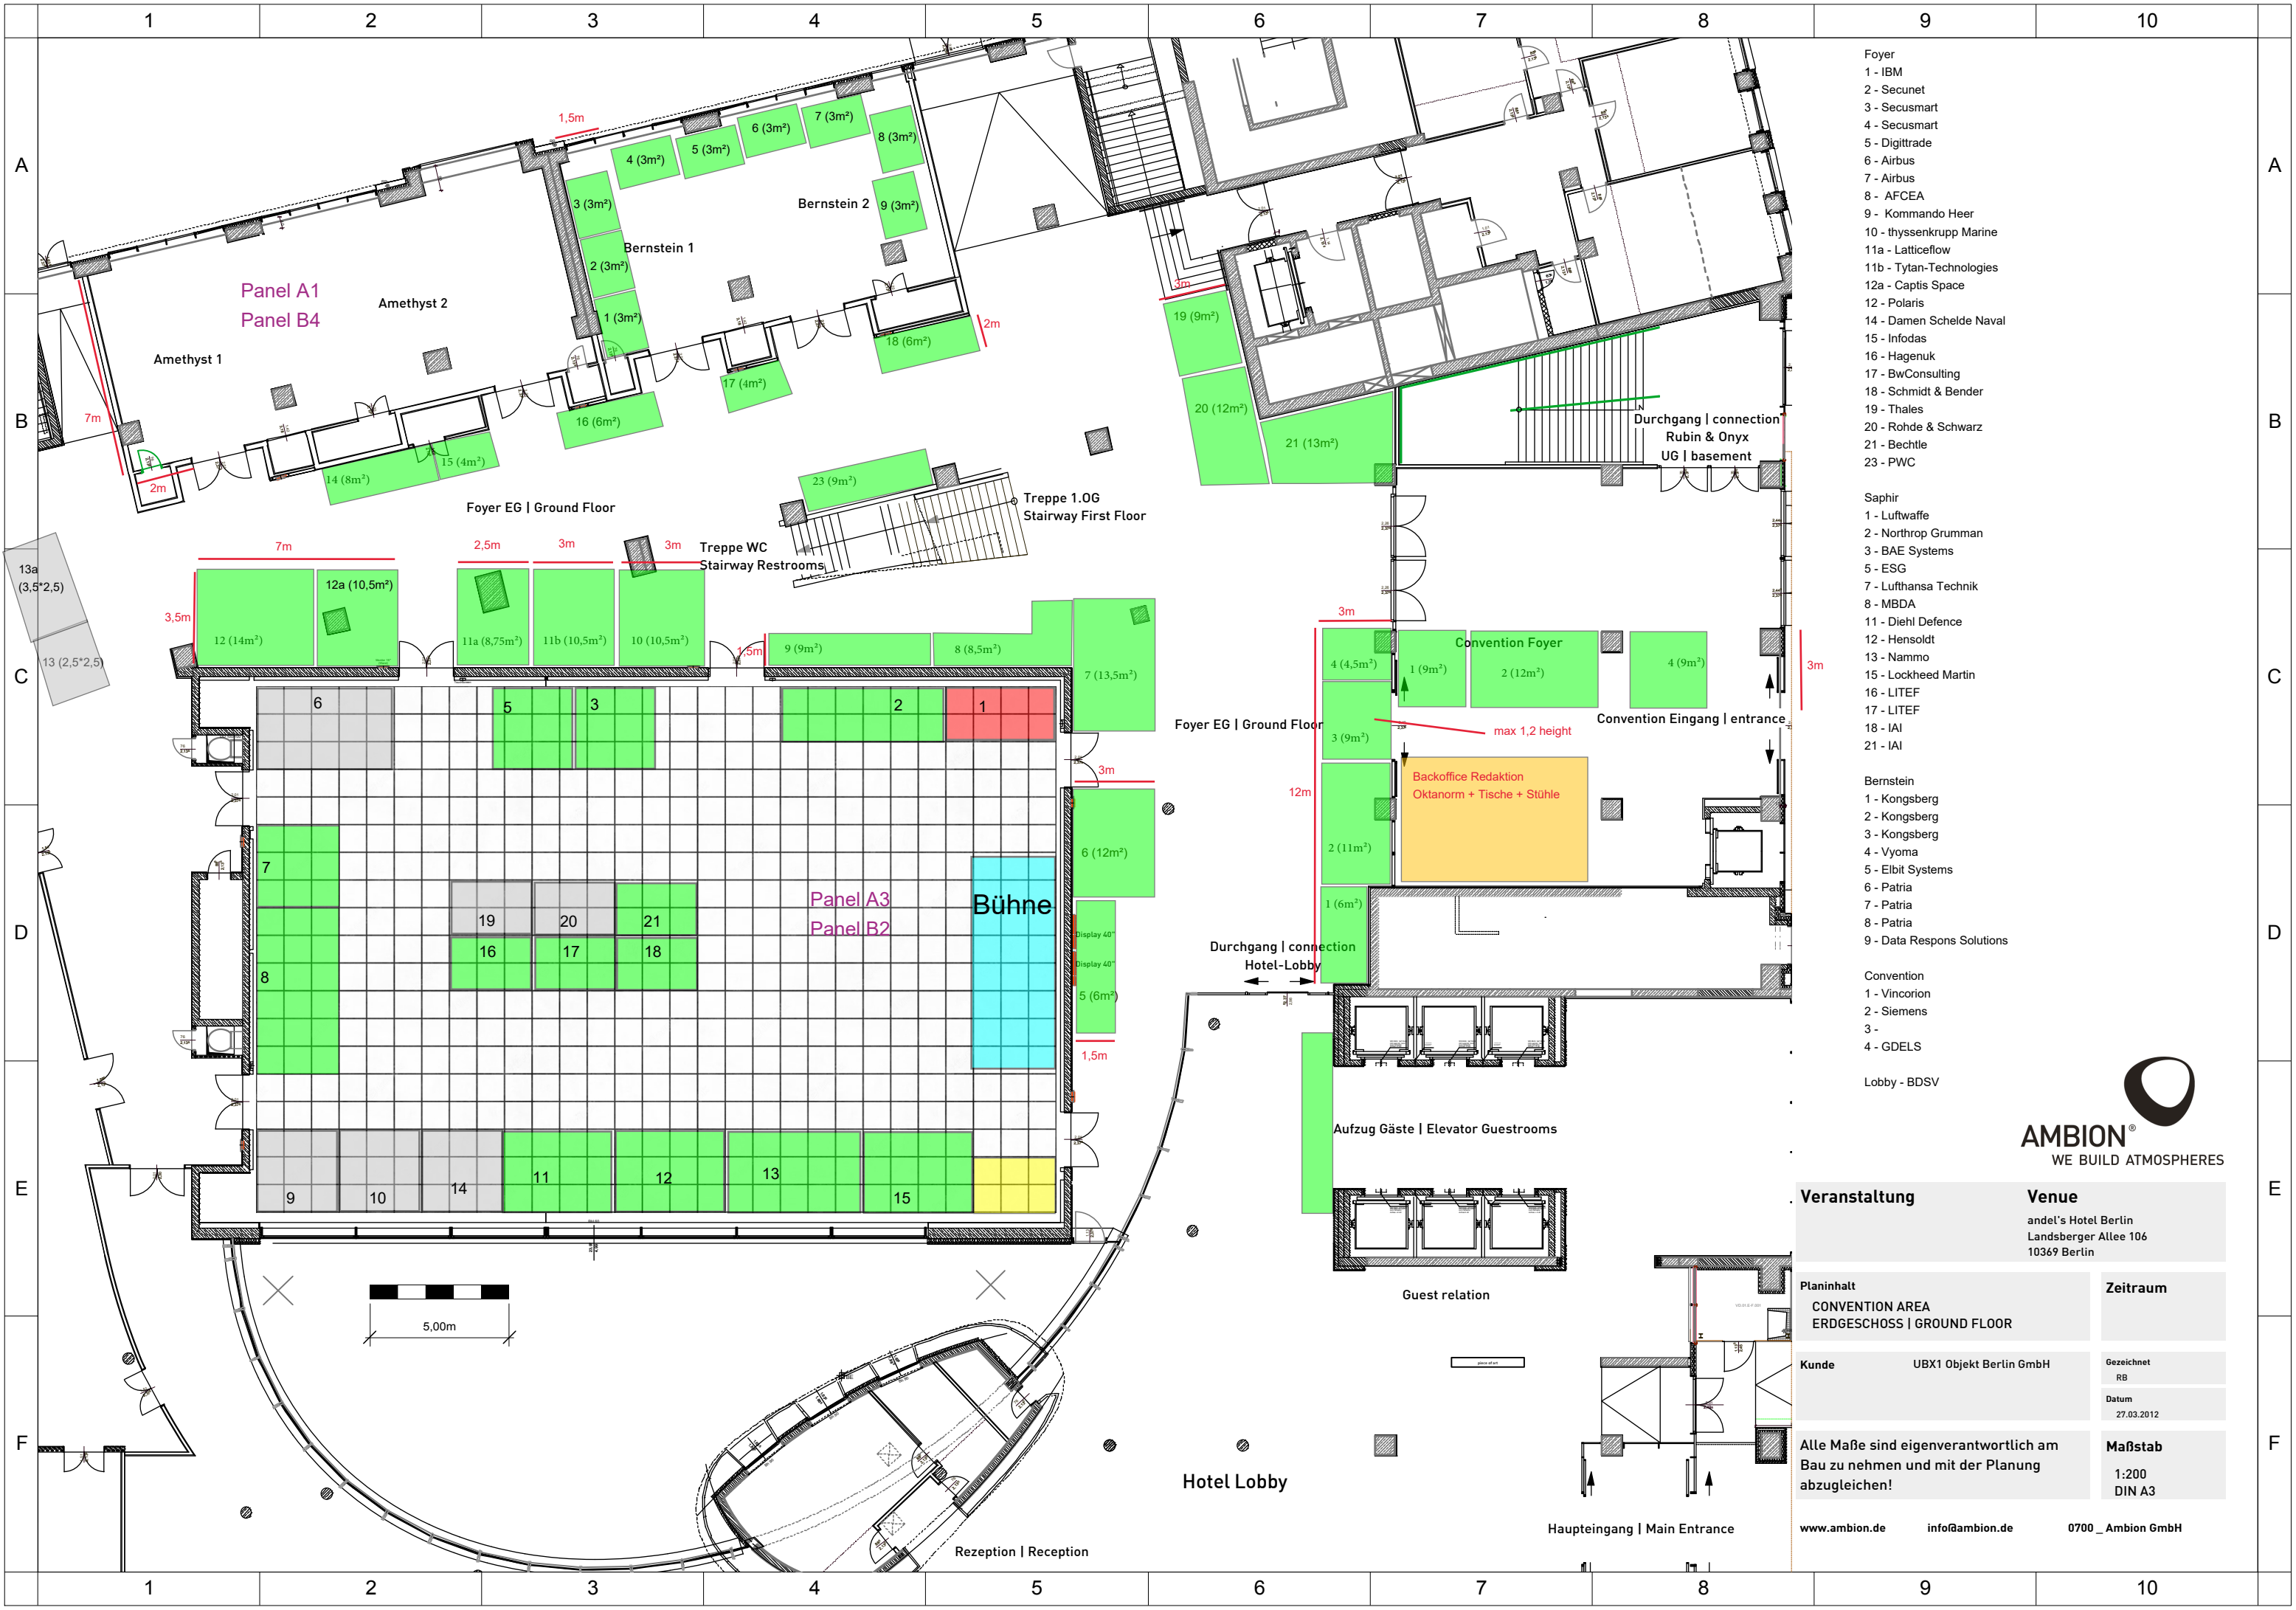 1 2 3 4 5 6 7 8 9 10
A
B
C
D
E
F
A
B
C
D
E
F
1 2 3 4 5 6 7 8 9 10
1,5m
4 (3m²)
5 (3m²)
6 (3m²)
7 (3m²)
8 (3m²)
9 (3m²)
3 (3m²)
2 (3m²)
1 (3m²)
Bernstein 2
Bernstein 1
Panel A1
Panel B4
Amethyst 2
Amethyst 1
7m
2m
2m
18 (6m²)
17 (4m²)
16 (6m²)
15 (4m²)
14 (8m²)
3m
19 (9m²)
20 (12m²)
21 (13m²)
Durchgang | connection
Rubin & Onyx
UG | basement
23 (9m²)
Foyer EG | Ground Floor
Treppe 1.OG
Stairway First Floor
Treppe WC
Stairway Restrooms
13a
(3,5*2,5)
13 (2,5*2,5)
7m
2,5m
3m
3m
3,5m
12 (14m²)
12a (10,5m²)
11a (8,75m²)
11b (10,5m²)
10 (10,5m²)
1,5m
9 (9m²)
8 (8,5m²)
7 (13,5m²)
3m
4 (4,5m²)
1 (9m²)
Convention Foyer
2 (12m²)
4 (9m²)
3m
Foyer EG | Ground Floor
3 (9m²)
max 1,2 height
Convention Eingang | entrance
6
5
3
2
1
3m
12m
Backoffice Redaktion
Oktanorm + Tische + Stühle
6 (12m²)
2 (11m²)
7
8
19
20
21
16
17
18
Panel A3
Panel B2
Bühne
Display 40"
Display 40"
5 (6m²)
1,5m
1 (6m²)
Durchgang | connection
Hotel-Lobby
9
10
14
11
12
13
15
Aufzug Gäste | Elevator Guestrooms
5,00m
Guest relation
piece of art
Hotel Lobby
Haupteingang | Main Entrance
Rezeption | Reception
Foyer
1 - IBM
2 - Secunet
3 - Secusmart
4 - Secusmart
5 - Digittrade
6 - Airbus
7 - Airbus
8 - AFCEA
9 - Kommando Heer
10 - thyssenkrupp Marine
11a - Latticeflow
11b - Tytan-Technologies
12a - Captis Space
12 - Polaris
14 - Damen Schelde Naval
15 - Infodas
16 - Hagenuk
17 - BwConsulting
18 - Schmidt & Bender
19 - Thales
20 - Rohde & Schwarz
21 - Bechtle
23 - PWC
Saphir
1 - Luftwaffe
2 - Northrop Grumman
3 - BAE Systems
5 - ESG
7 - Lufthansa Technik
8 - MBDA
11 - Diehl Defence
12 - Hensoldt
13 - Nammo
15 - Lockheed Martin
16 - LITEF
17 - LITEF
18 - IAI
21 - IAI
Bernstein
1 - Kongsberg
2 - Kongsberg
3 - Kongsberg
4 - Vyoma
5 - Elbit Systems
6 - Patria
7 - Patria
8 - Patria
9 - Data Respons Solutions
Convention
1 - Vincorion
2 - Siemens
3 -
4 - GDELS
Lobby - BDSV
AMBION®
WE BUILD ATMOSPHERES
Veranstaltung
Venue
andel's Hotel Berlin
Landsberger Allee 106
10369 Berlin
Planinhalt
CONVENTION AREA
ERDGESCHOSS | GROUND FLOOR
Zeitraum
Kunde
UBX1 Objekt Berlin GmbH
Gezeichnet
RB
Datum
27.03.2012
Alle Maße sind eigenverantwortlich am
Bau zu nehmen und mit der Planung
abzugleichen!
Maßstab
1:200
DIN A3
www.ambion.de info@ambion.de 0700 _ Ambion GmbH